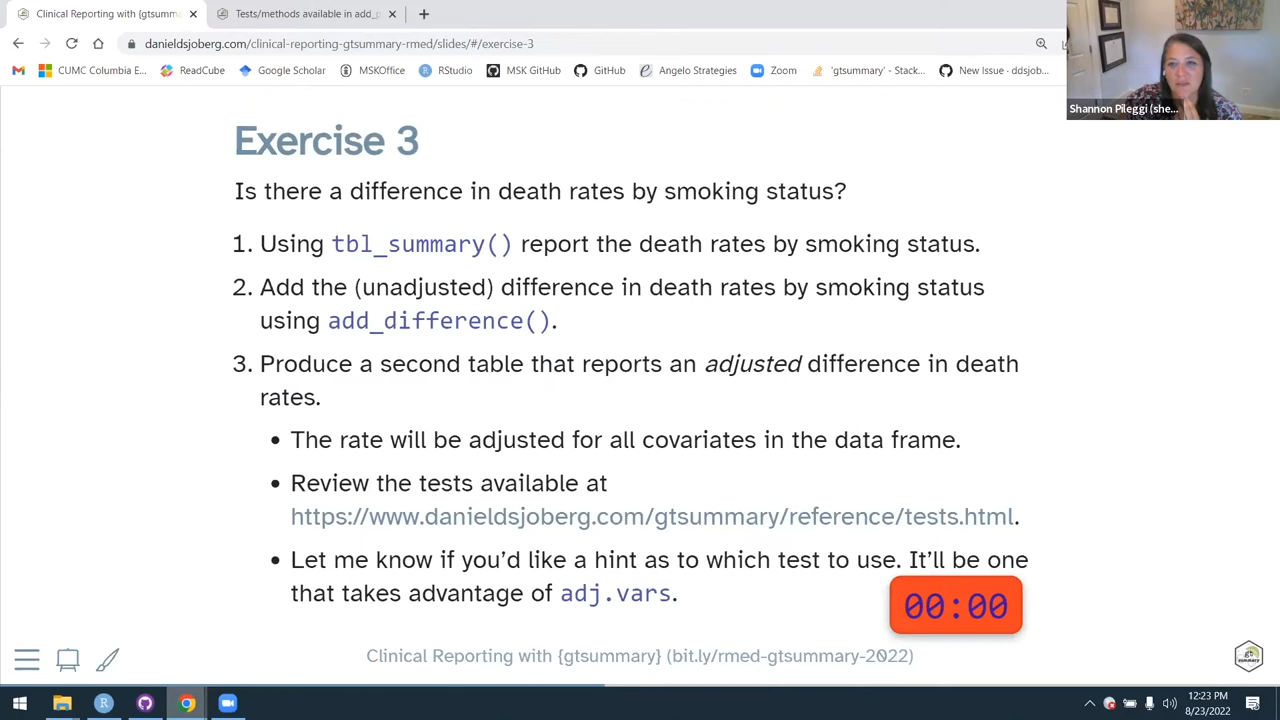 Clinical Reporting with {gtsummary
Tests/methods available in add_p
danieldsjoberg.com/clinical-reporting-gtsummary-rmed/slides/#/exercise-3
CUMC Columbia E...
ReadCube
Google Scholar
MSKOffice
RStudio
MSK GitHub
GitHub
Angelo Strategies
Zoom
'gtsummary' - Stack...
New Issue · ddsjob...
Shannon Pileggi (she...
Exercise 3
Is there a difference in death rates by smoking status?
1. Using tbl_summary() report the death rates by smoking status.
2. Add the (unadjusted) difference in death rates by smoking status
using add_difference().
3. Produce a second table that reports an adjusted difference in death
rates.
• The rate will be adjusted for all covariates in the data frame.
• Review the tests available at
https://www.danieldsjoberg.com/gtsummary/reference/tests.html.
• Let me know if you’d like a hint as to which test to use. It’ll be one
that takes advantage of adj.vars.
00:00
Clinical Reporting with {gtsummary} (bit.ly/rmed-gtsummary-2022)
gt
summary
12:23 PM
8/23/2022